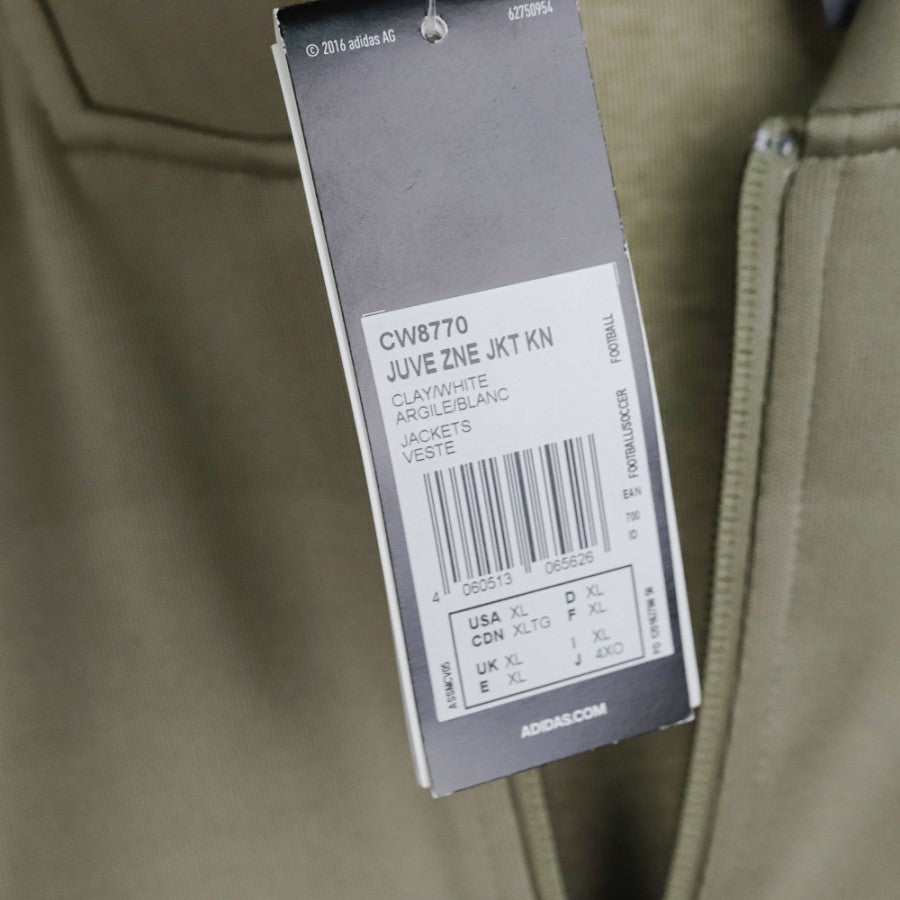 © 2016 adidas AG
62750954
CW8770
JUVE ZNE JKT KN
CLAY/WHITE
ARGILE/BLANC
JACKETS
VESTE
FOOTBALL
FOOTBALL/SOCCER
EAN
700
ID
4 060513 065626
USA XL D XL
CDN XLTG F XL
UK XL I XL
E XL J 4XO
ASSMCV05
ADIDAS.COM